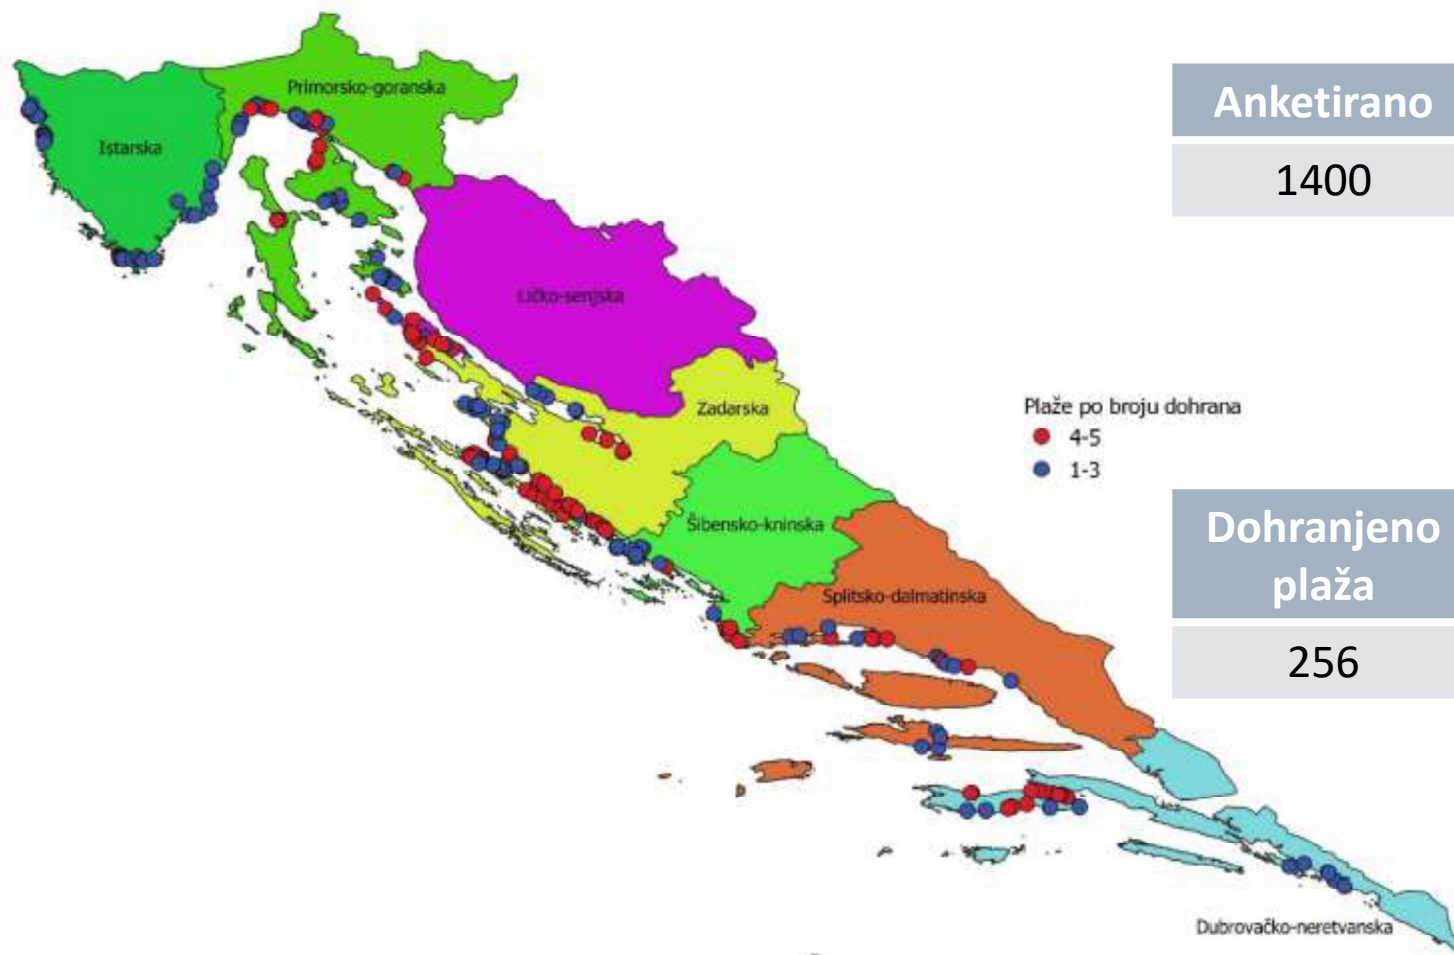 Primorsko-goranska
Istarska
Ličko-senjska
Zadarska
Šibensko-kninska
Splitsko-dalmatinska
Dubrovačko-neretvanska
Plaže po broju dohrana
4-5
1-3
Anketirano
1400
Dohranjeno
plaža
256